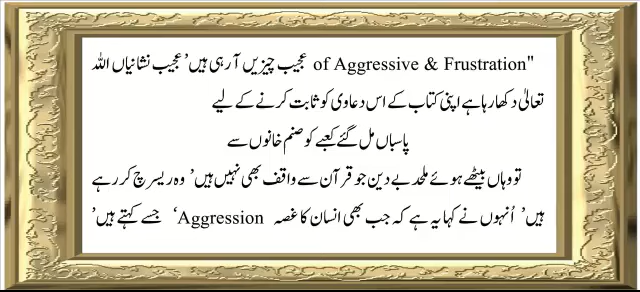 "of Aggressive & Frustration عجیب چیزیں آ رہی ہیں’ عجیب نشانیاں اللہ
تعالیٰ دکھا رہا ہے اپنی کتاب کے اس دعاوی کو ثابت کرنے کے لیے
پاسباں مل گئے کعبے کو صنم خانوں سے
تو وہاں بیٹھے ہوئے ملحد بے دین جو قرآن سے واقف بھی نہیں ہیں’ وہ ریسرچ کر رہے
ہیں’ اُنہوں نے کہا یہ ہے کہ جب بھی انسان کا غصہ Aggression‘ جسے کہتے ہیں’